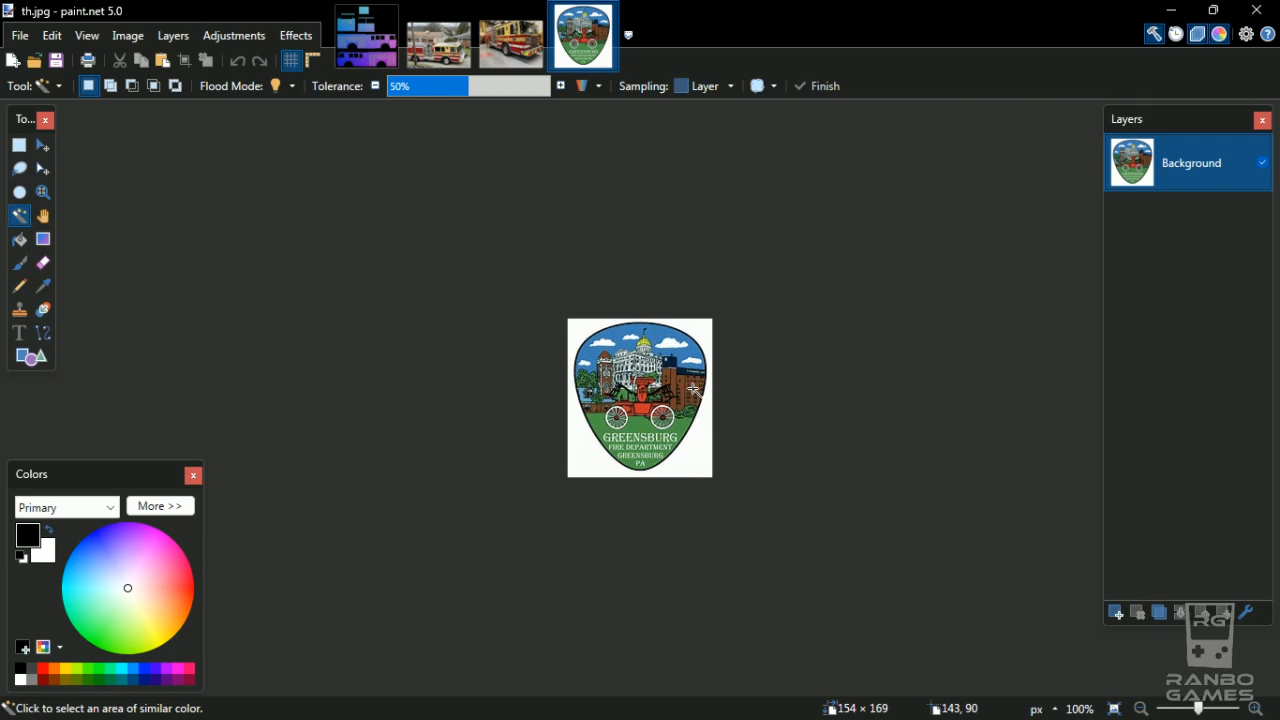 th.jpg - paint.net 5.0
File Edit View Image Layers Adjustments Effects
Tool: Flood Mode: Tolerance: 50% Sampling: Layer Finish
To...
Layers
Background
GREENSBURG
FIRE DEPARTMENT
GREENSBURG
PA
Colors
Primary More >>
RG
RANBO
GAMES
Click to select an area of similar color. 154 × 169 143, 90 px 100%